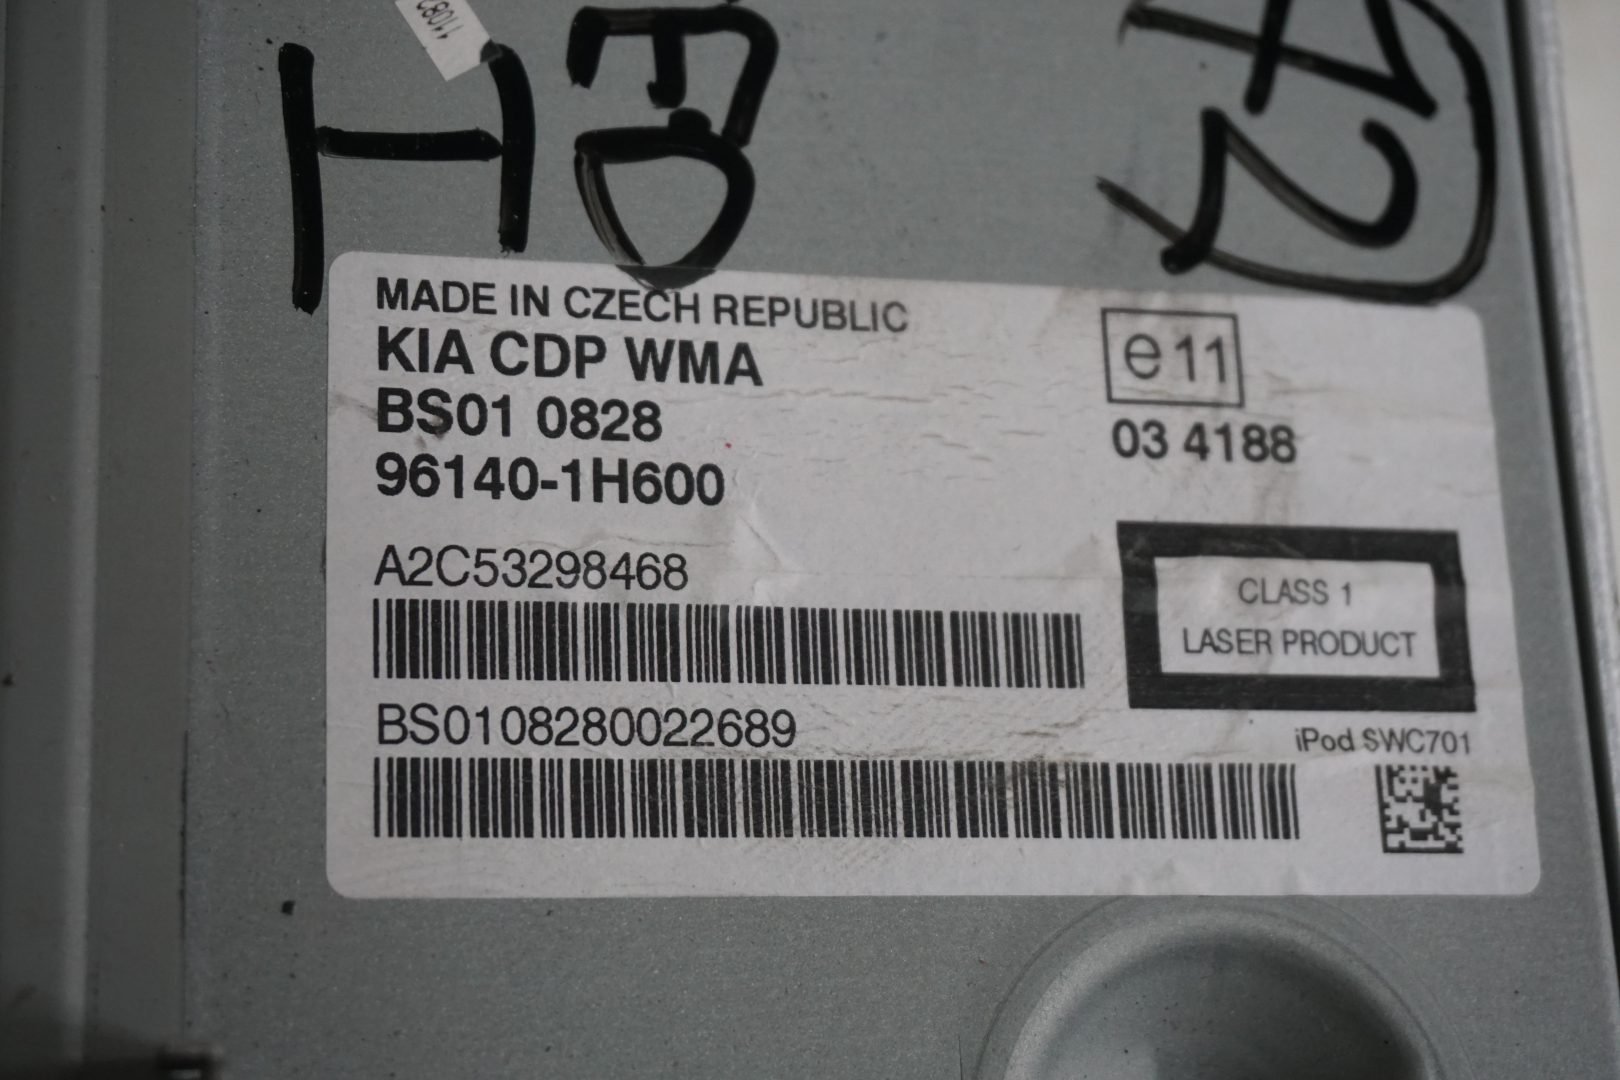 MADE IN CZECH REPUBLIC
KIA CDP WMA
BS01 0828
96140-1H600
e11
03 4188
A2C53298468
CLASS 1
LASER PRODUCT
BS0108280022689
iPod SWC701